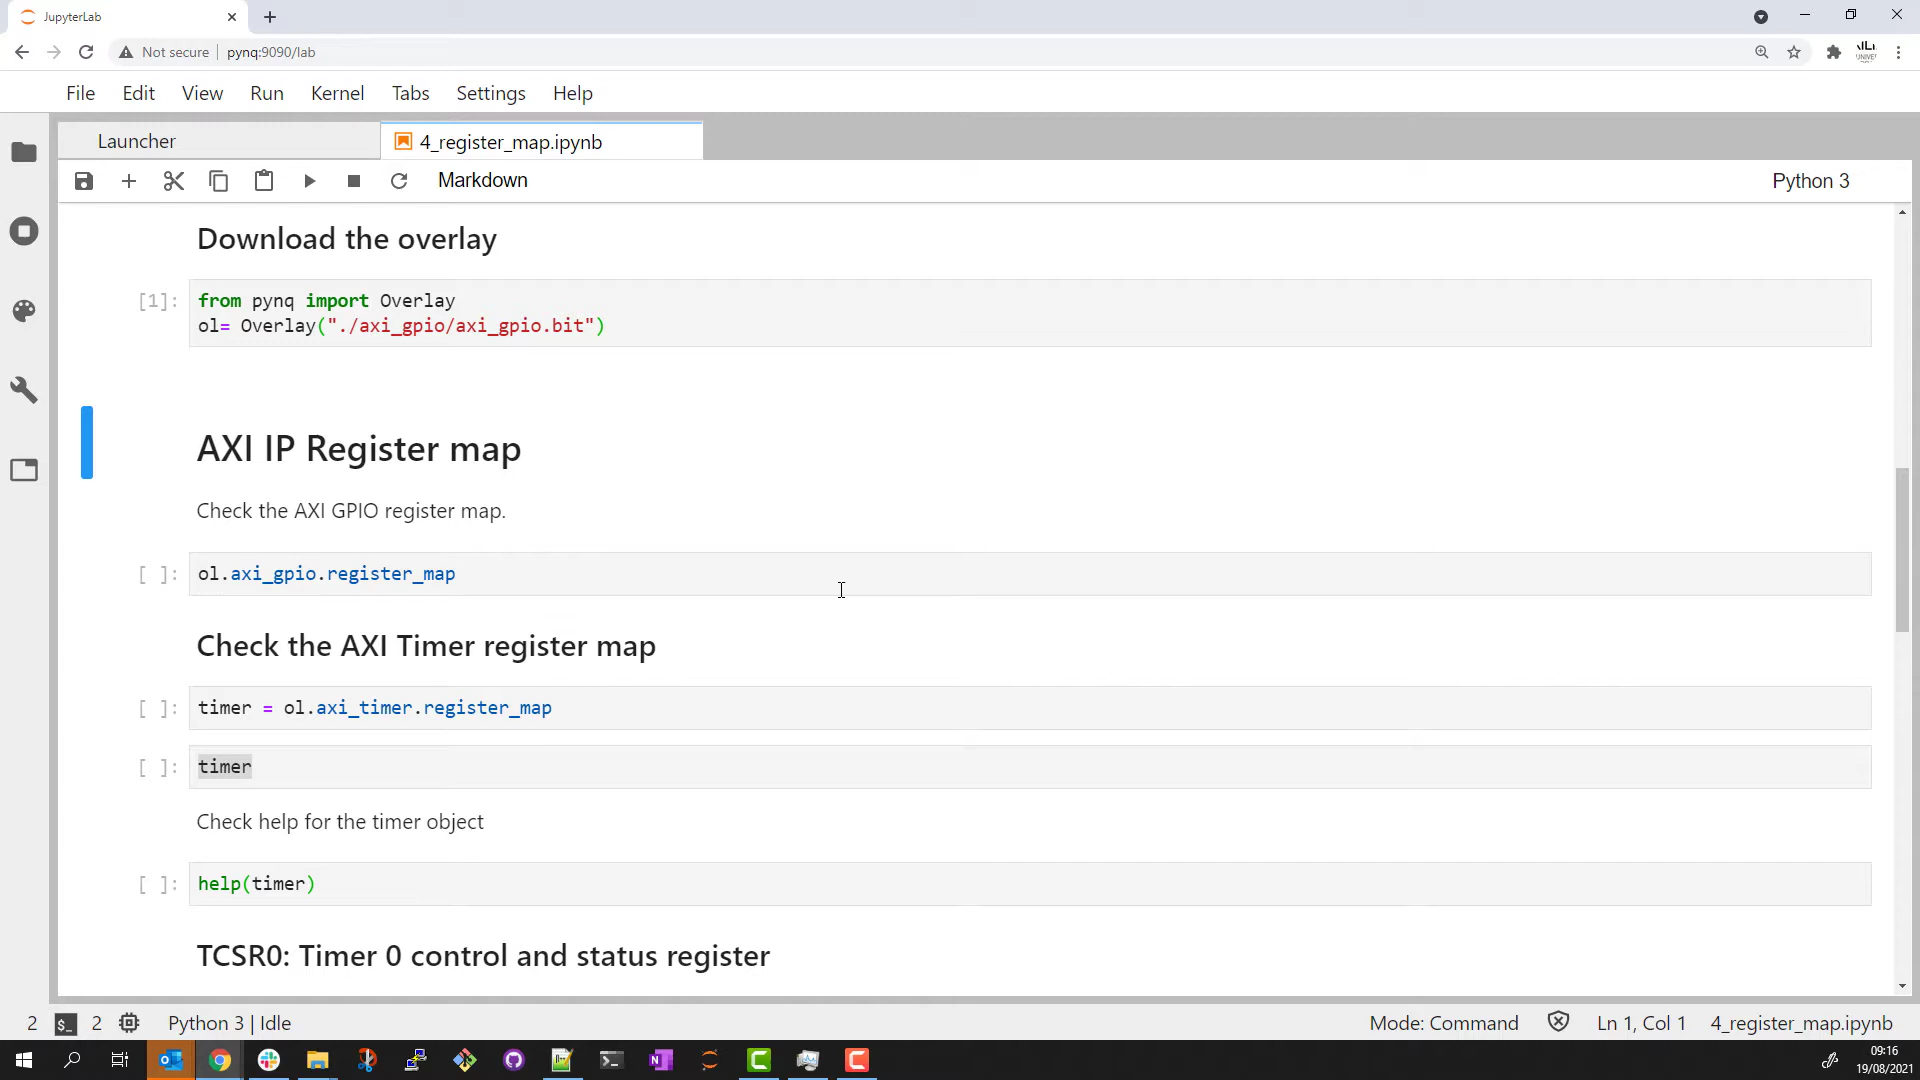 JupyterLab
Not secure
pynq:9090/lab
File
Edit
View
Run
Kernel
Tabs
Settings
Help
Launcher
4_register_map.ipynb
Markdown
Python 3
Download the overlay
[1]:
from pynq import Overlay
ol= Overlay("./axi_gpio/axi_gpio.bit")
AXI IP Register map
Check the AXI GPIO register map.
[ ]:
ol.axi_gpio.register_map
Check the AXI Timer register map
[ ]:
timer = ol.axi_timer.register_map
[ ]:
timer
Check help for the timer object
[ ]:
help(timer)
TCSR0: Timer 0 control and status register
2
2
Python 3 | Idle
Mode: Command
Ln 1, Col 1
4_register_map.ipynb
09:16
19/08/2021